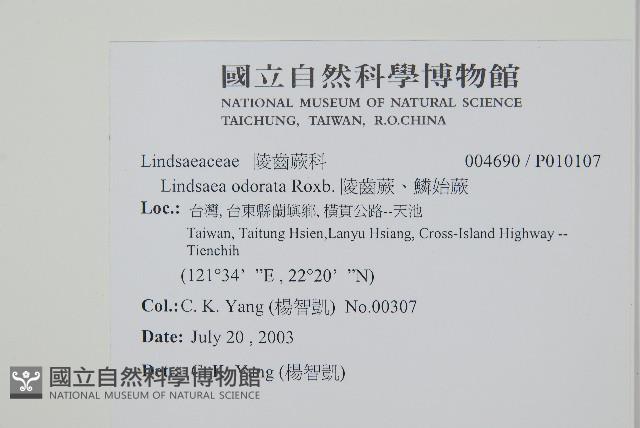 國立自然科學博物館
NATIONAL MUSEUM OF NATURAL SCIENCE
TAICHUNG, TAIWAN, R.O.CHINA
Lindsaeaceae 陵齒蕨科 004690 / P010107
Lindsaea odorata Roxb. 陵齒蕨、鱗始蕨
Loc.: 台灣, 台東縣蘭嶼鄉, 橫貫公路--天池
Taiwan, Taitung Hsien,Lanyu Hsiang, Cross-Island Highway --
Tienchih
(121°34’ ”E , 22°20’ ”N)
Col.: C. K. Yang (楊智凱) No.00307
Date: July 20 , 2003
Det.: C. K. Yang (楊智凱)
國立自然科學博物館
NATIONAL MUSEUM OF NATURAL SCIENCE